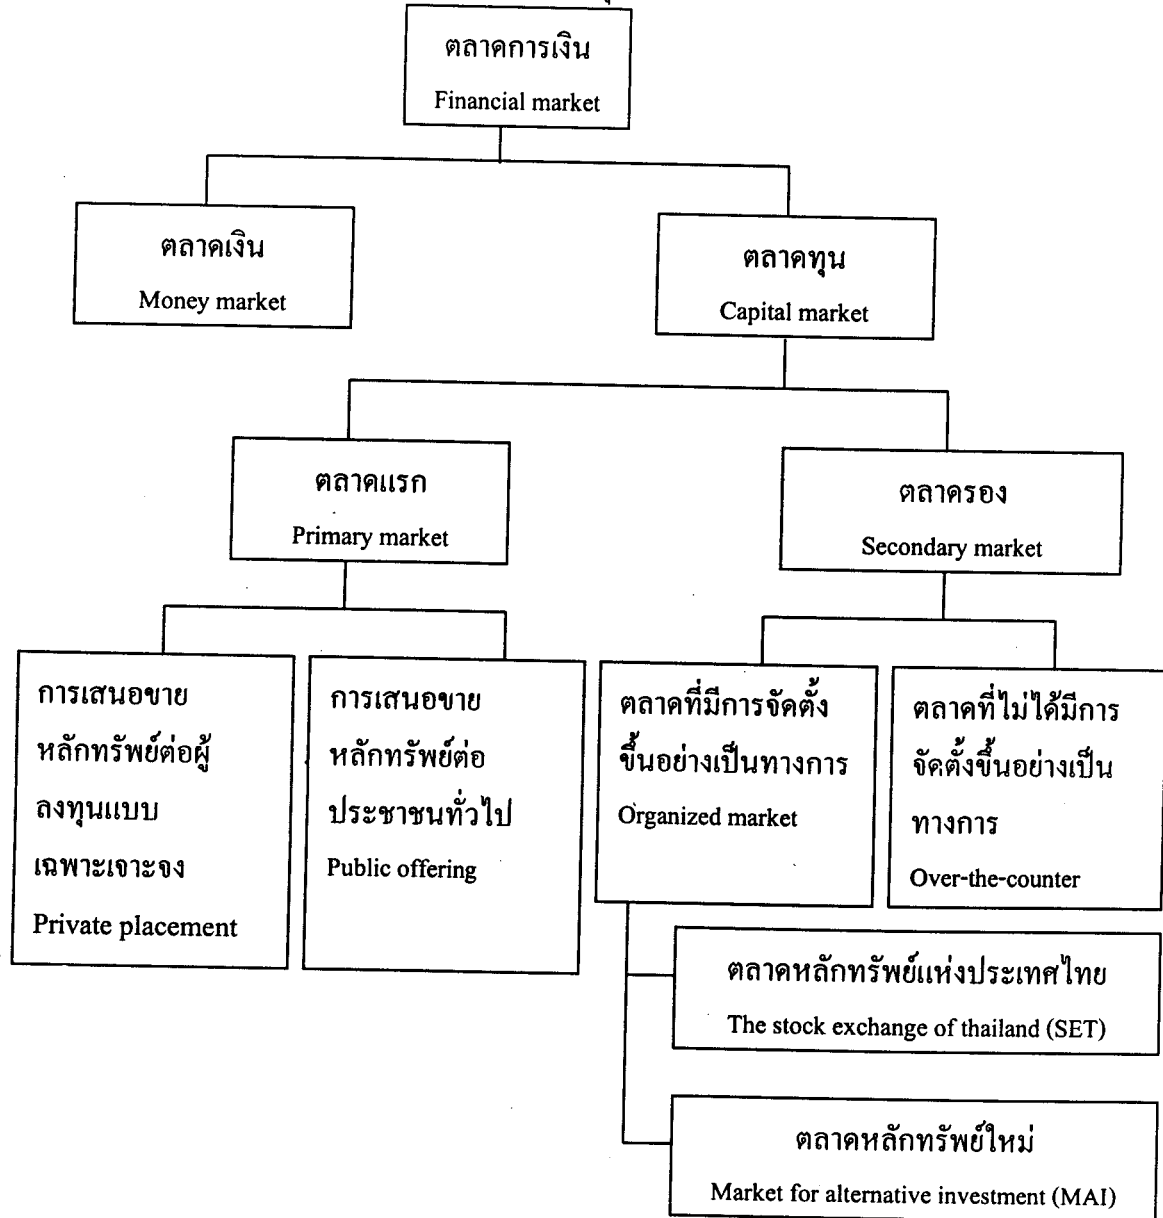 ตลาดการเงิน
Financial market
ตลาดเงิน
Money market
ตลาดทุน
Capital market
ตลาดแรก
Primary market
ตลาดรอง
Secondary market
การเสนอขาย
หลักทรัพย์ต่อผู้
ลงทุนแบบ
เฉพาะเจาะจง
Private placement
การเสนอขาย
หลักทรัพย์ต่อ
ประชาชนทั่วไป
Public offering
ตลาดที่มีการจัดตั้ง
ขึ้นอย่างเป็นทางการ
Organized market
ตลาดที่ไม่ได้มีการ
จัดตั้งขึ้นอย่างเป็น
ทางการ
Over-the-counter
ตลาดหลักทรัพย์แห่งประเทศไทย
The stock exchange of thailand (SET)
ตลาดหลักทรัพย์ใหม่
Market for alternative investment (MAI)